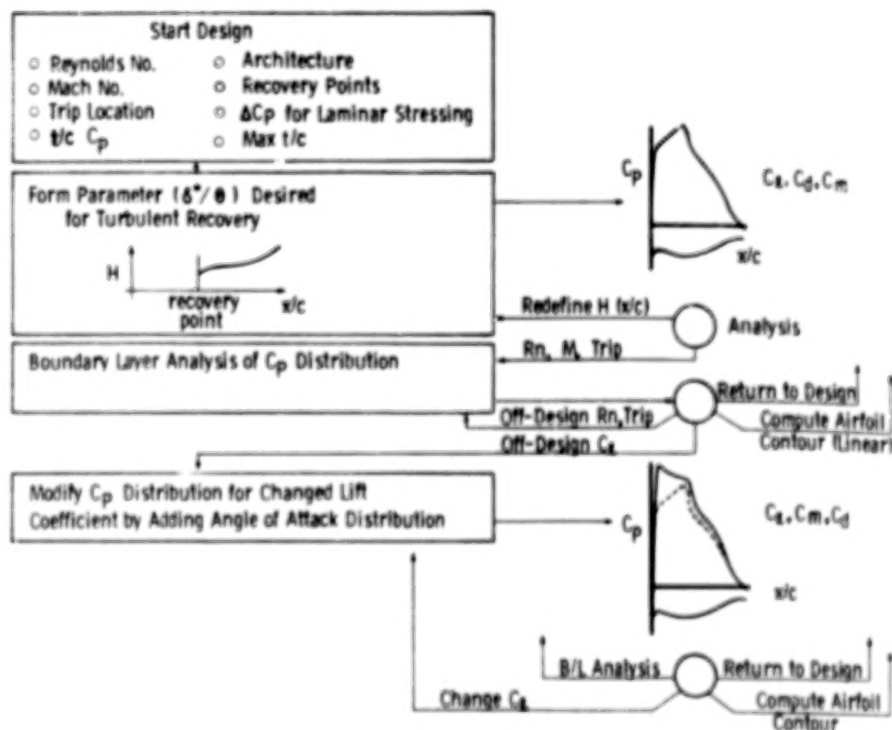 Start Design
○ Reynolds No.
○ Mach No.
○ Trip Location
○ t/c Cp
○ Architecture
○ Recovery Points
○ ΔCp for Laminar Stressing
○ Max t/c
Form Parameter (δ*/θ) Desired
for Turbulent Recovery
H
recovery
point
x/c
Cp
Cℓ, Cd, Cm
x/c
Redefine H (x/c)
Analysis
Rn, M, Trip
Boundary Layer Analysis of Cp Distribution
Return to Design
Off-Design Rn, Trip
Compute Airfoil
Contour (Linear)
Off-Design Cℓ
Modify Cp Distribution for Changed Lift
Coefficient by Adding Angle of Attack Distribution
Cp
Cℓ, Cm, Cd
x/c
B/L Analysis
Return to Design
Change Cℓ
Compute Airfoil
Contour